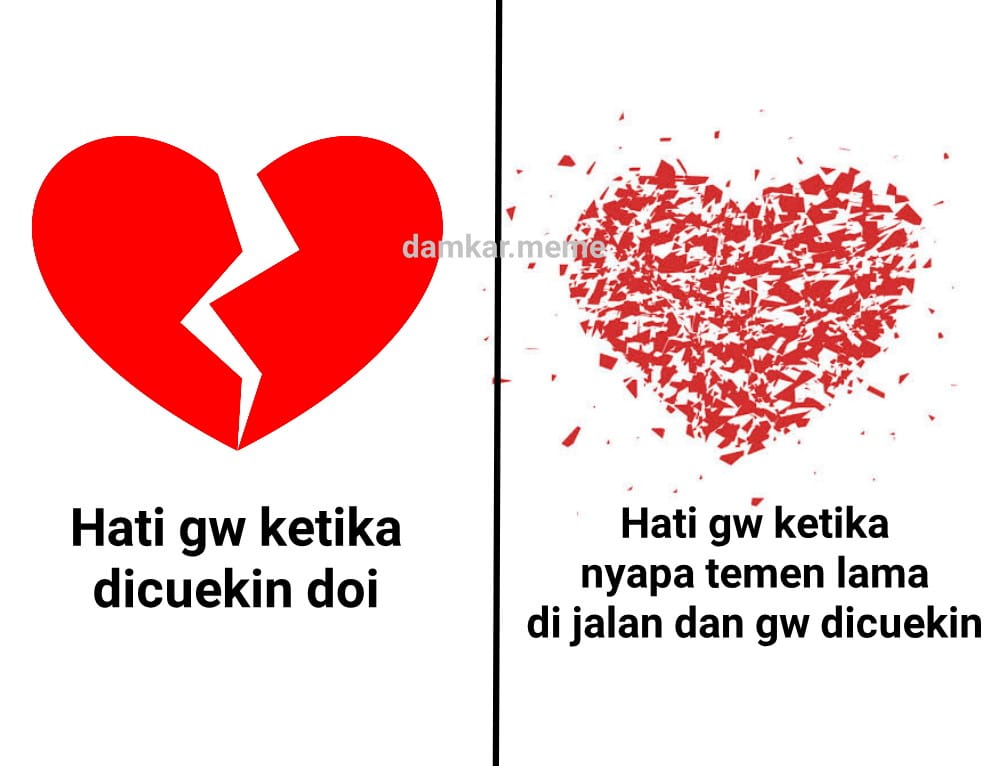 damkar.meme
Hati gw ketika
dicuekin doi
Hati gw ketika
nyapa temen lama
di jalan dan gw dicuekin